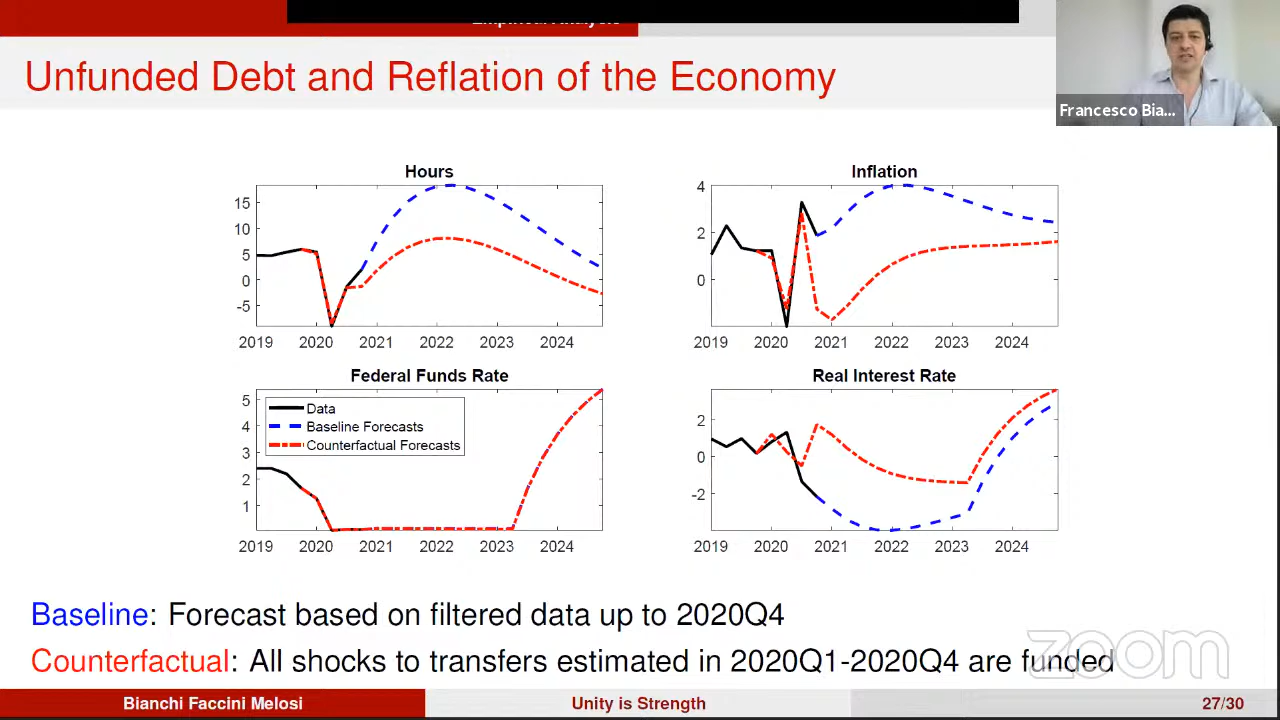 Empirical Analysis
Unfunded Debt and Reflation of the Economy
Francesco Bia...
Hours
15
10
5
0
-5
2019 2020 2021 2022 2023 2024
Inflation
4
2
0
2019 2020 2021 2022 2023 2024
Federal Funds Rate
5
4
3
2
1
Data
Baseline Forecasts
Counterfactual Forecasts
2019 2020 2021 2022 2023 2024
Real Interest Rate
2
0
-2
2019 2020 2021 2022 2023 2024
Baseline: Forecast based on filtered data up to 2020Q4
Counterfactual: All shocks to transfers estimated in 2020Q1-2020Q4 are funded
zoom
Bianchi Faccini Melosi Unity is Strength 27/30